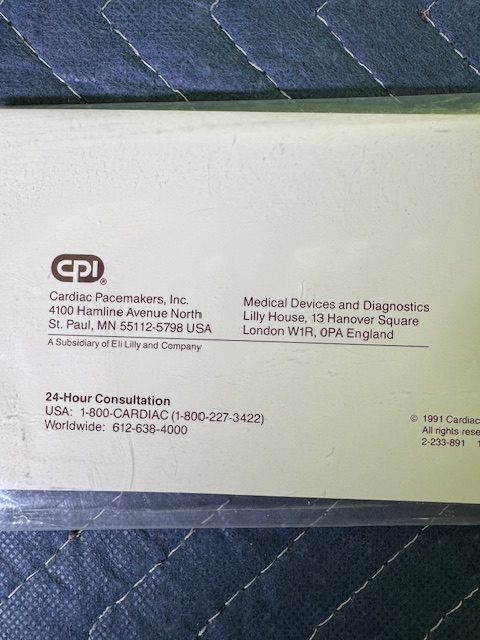 CPI®
Cardiac Pacemakers, Inc.
4100 Hamline Avenue North
St. Paul, MN 55112-5798 USA
A Subsidiary of Eli Lilly and Company
Medical Devices and Diagnostics
Lilly House, 13 Hanover Square
London W1R, OPA England
24-Hour Consultation
USA: 1-800-CARDIAC (1-800-227-3422)
Worldwide: 612-638-4000
© 1991 Cardiac
All rights rese
2-233-891